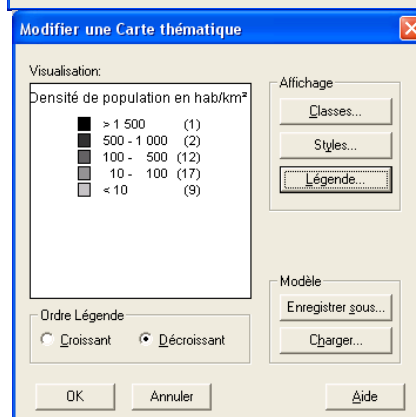 Modifier une Carte thématique
Visualisation:
Densité de population en hab/km²
> 1 500 (1)
500 - 1 000 (2)
100 - 500 (12)
10 - 100 (17)
< 10 (9)
Affichage
Classes...
Styles...
Légende...
Ordre Légende
Croissant
Décroissant
Modèle
Enregistrer sous...
Charger...
OK
Annuler
Aide